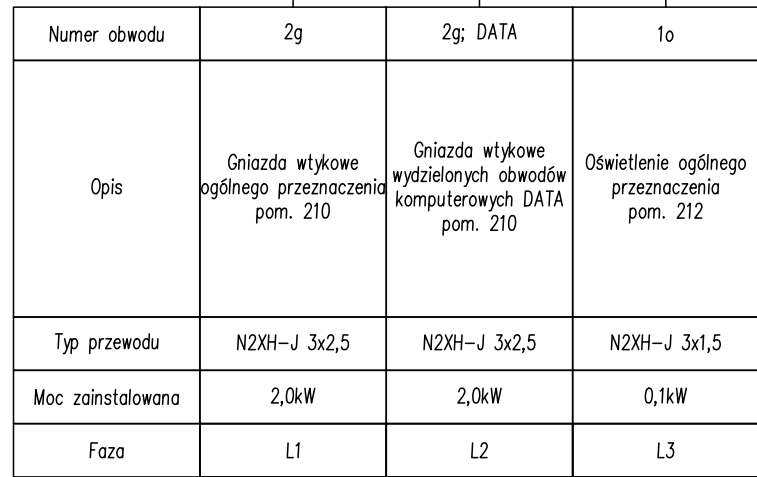 Numer obwodu 2g 2g; DATA 1o
Opis
Gniazda wtykowe
ogólnego przeznaczenia
pom. 210
Gniazda wtykowe
wydzielonych obwodów
komputerowych DATA
pom. 210
Oświetlenie ogólnego
przeznaczenia
pom. 212
Typ przewodu N2XH-J 3x2,5 N2XH-J 3x2,5 N2XH-J 3x1,5
Moc zainstalowana 2,0kW 2,0kW 0,1kW
Faza L1 L2 L3